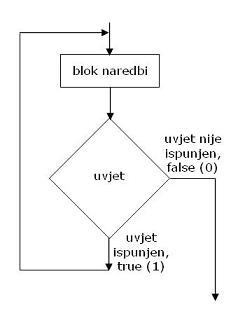 blok naredbi
uvjet
uvjet nije
ispunjen,
false (0)
uvjet
ispunjen,
true (1)